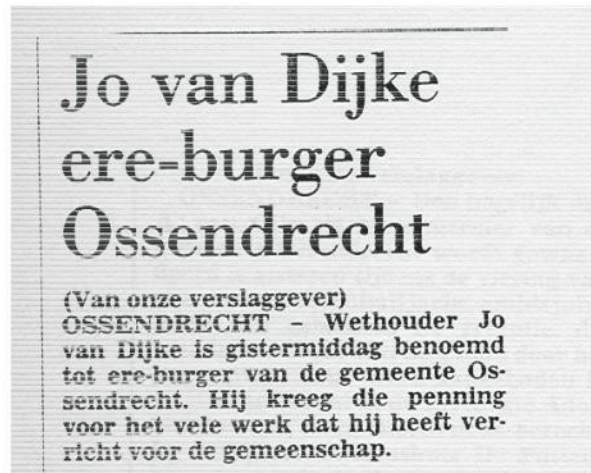 Jo van Dijke
ere-burger
Ossendrecht
(Van onze verslaggever)
OSSENDRECHT – Wethouder Jo
van Dijke is gistermiddag benoemd
tot ere-burger van de gemeente Os-
sendrecht. Hij kreeg die penning
voor het vele werk dat hij heeft ver-
richt voor de gemeenschap.